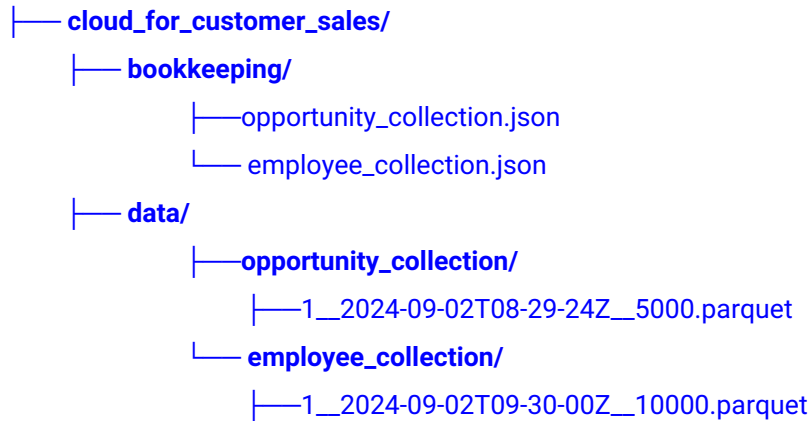 ├── cloud_for_customer_sales/
├── bookkeeping/
├──opportunity_collection.json
└── employee_collection.json
├── data/
├──opportunity_collection/
├──1__2024-09-02T08-29-24Z__5000.parquet
└── employee_collection/
├──1__2024-09-02T09-30-00Z__10000.parquet